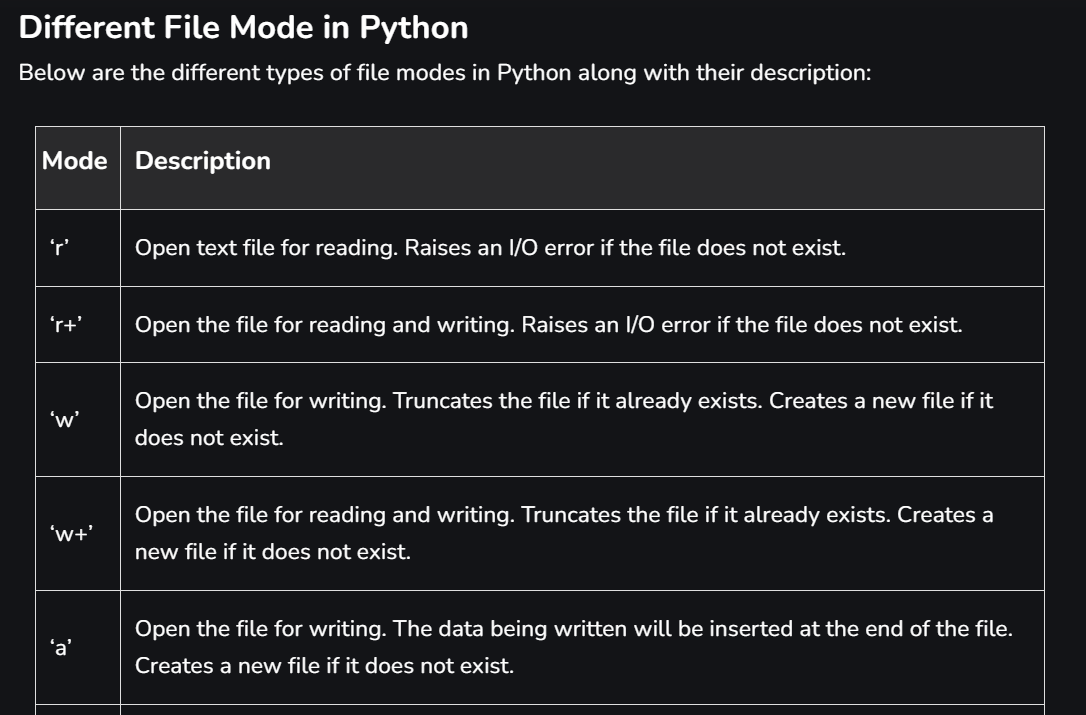 Different File Mode in Python
Below are the different types of file modes in Python along with their description:
Mode Description
‘r’ Open text file for reading. Raises an I/O error if the file does not exist.
‘r+’ Open the file for reading and writing. Raises an I/O error if the file does not exist.
‘w’ Open the file for writing. Truncates the file if it already exists. Creates a new file if it
does not exist.
‘w+’ Open the file for reading and writing. Truncates the file if it already exists. Creates a
new file if it does not exist.
‘a’ Open the file for writing. The data being written will be inserted at the end of the file.
Creates a new file if it does not exist.